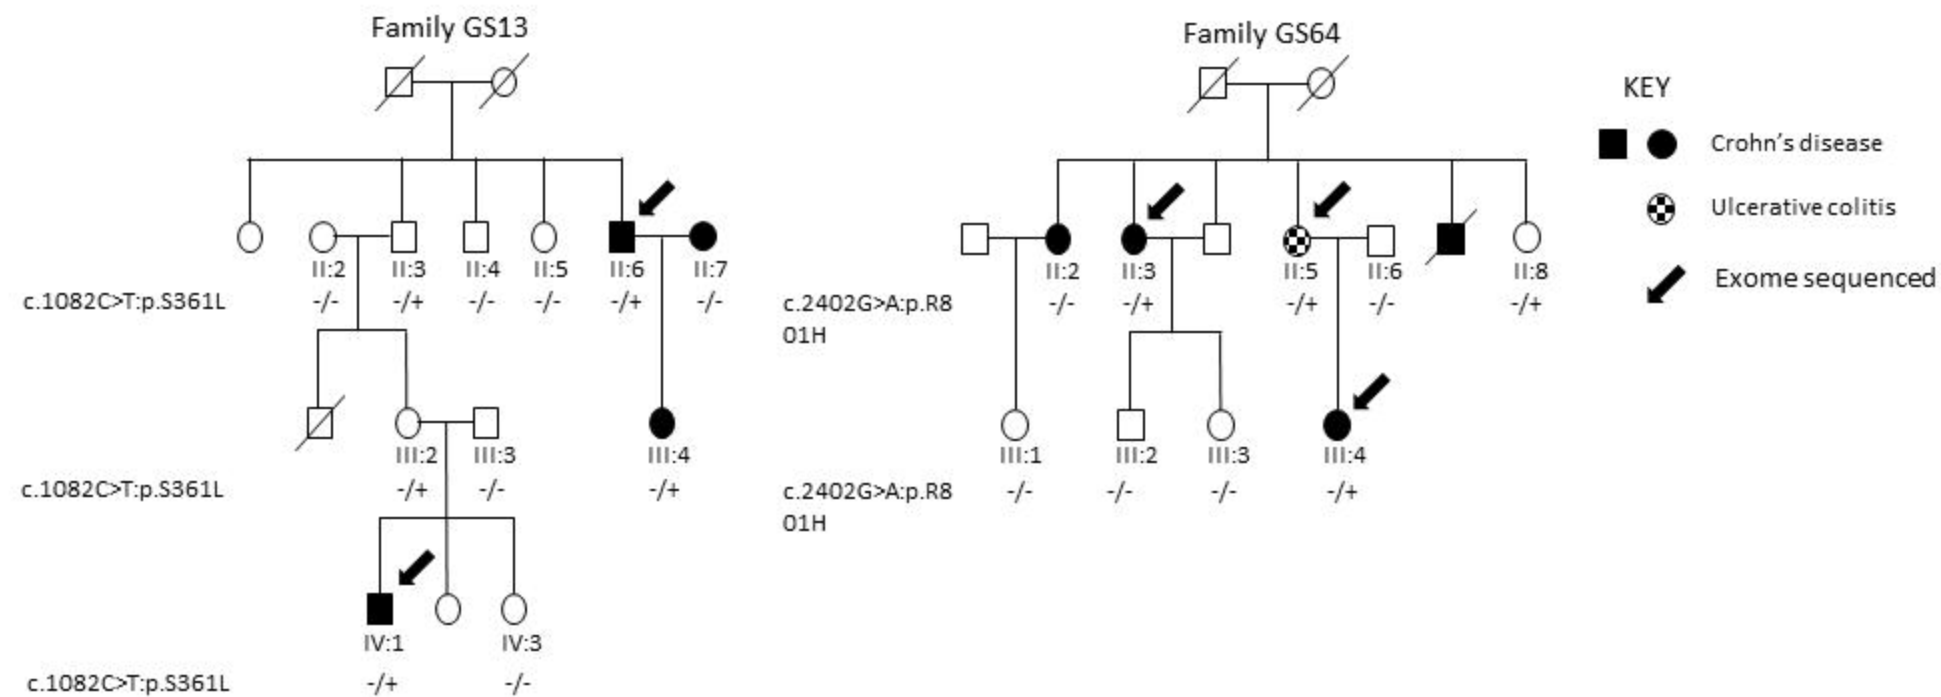 Family GS13
Family GS64
KEY
Crohn's disease
Ulcerative colitis
Exome sequenced
II:2 II:3 II:4 II:5 II:6 II:7
c.1082C>T:p.S361L -/- -/+ -/- -/- -/+ -/-
III:2 III:3 III:4
c.1082C>T:p.S361L -/+ -/- -/+
IV:1 IV:3
c.1082C>T:p.S361L -/+ -/-
II:2 II:3 II:5 II:6 II:8
c.2402G>A:p.R8 -/- -/+ -/+ -/- -/+
01H
III:1 III:2 III:3 III:4
c.2402G>A:p.R8 -/- -/- -/- -/+
01H